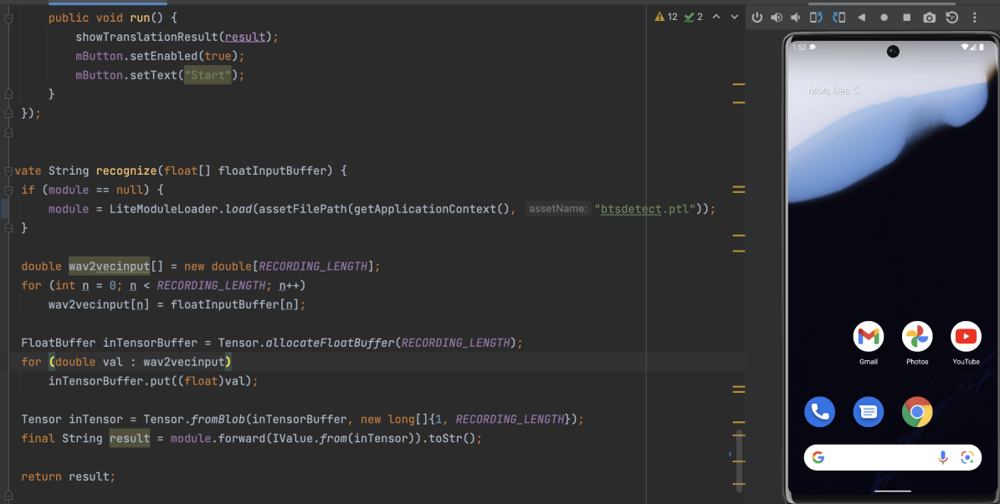 public void run() {
showTranslationResult(result);
mButton.setEnabled(true);
mButton.setText("Start");
}
});
vate String recognize(float[] floatInputBuffer) {
if (module == null) {
module = LiteModuleLoader.load(assetFilePath(getApplicationContext(), assetName: "btsdetect.ptl"));
}
double wav2vecinput[] = new double[RECORDING_LENGTH];
for (int n = 0; n < RECORDING_LENGTH; n++)
wav2vecinput[n] = floatInputBuffer[n];
FloatBuffer inTensorBuffer = Tensor.allocateFloatBuffer(RECORDING_LENGTH);
for (double val : wav2vecinput)
inTensorBuffer.put((float)val);
Tensor inTensor = Tensor.fromBlob(inTensorBuffer, new long[]{1, RECORDING_LENGTH});
final String result = module.forward(IValue.from(inTensor)).toStr();
return result;
12 2
1:52
Mon, Dec 5
Gmail Photos YouTube